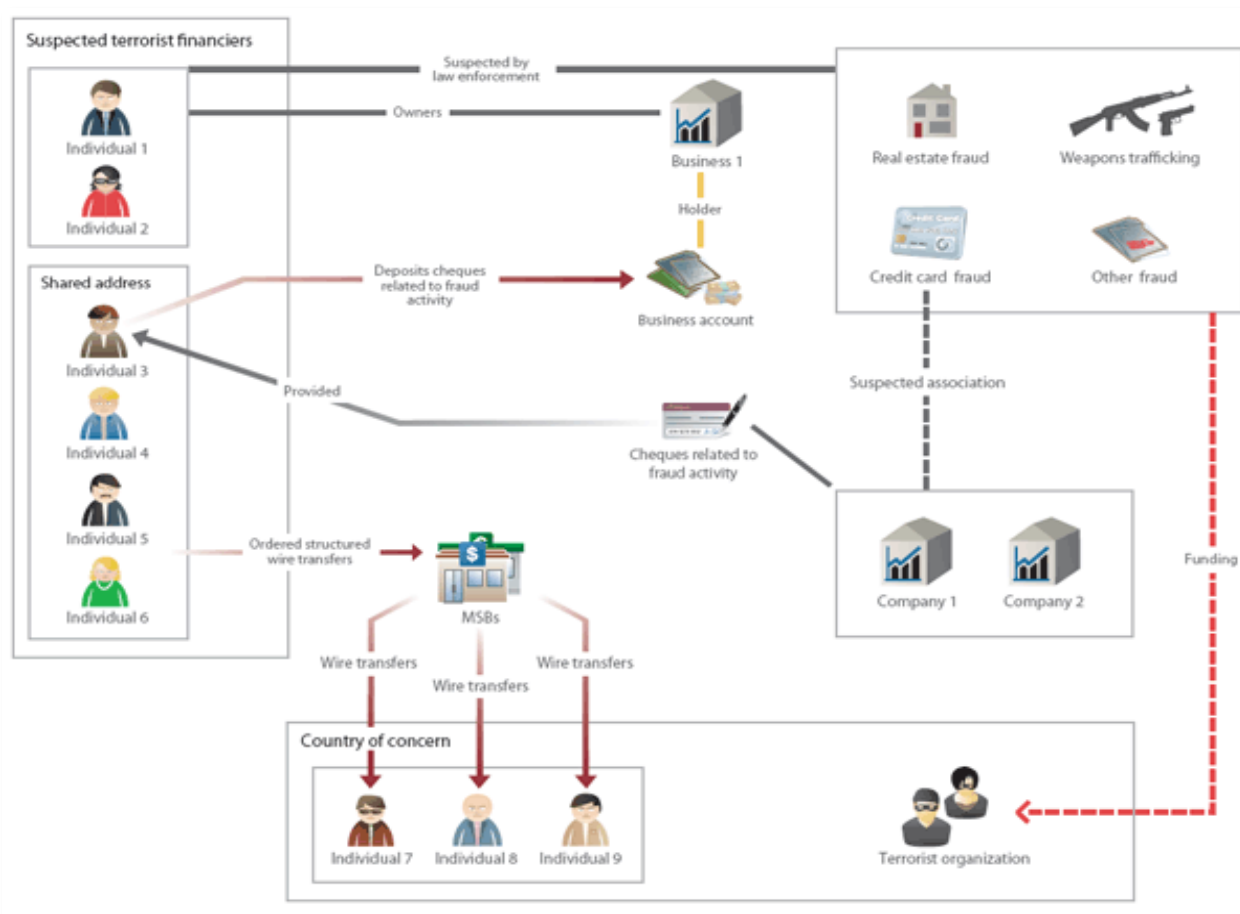 Suspected terrorist financiers
Suspected by
law enforcement
Owners
Individual 1
Individual 2
Business 1
Holder
Real estate fraud
Weapons trafficking
Credit Card
Credit card fraud
Other fraud
Shared address
Deposits cheques
related to fraud
activity
Business account
Individual 3
Provided
Suspected association
Individual 4
Cheques related to
fraud activity
Individual 5
Ordered structured
wire transfers
$
$
MSBs
Individual 6
Company 1
Company 2
Funding
Wire transfers
Wire transfers
Wire transfers
Country of concern
Individual 7
Individual 8
Individual 9
Terrorist organization